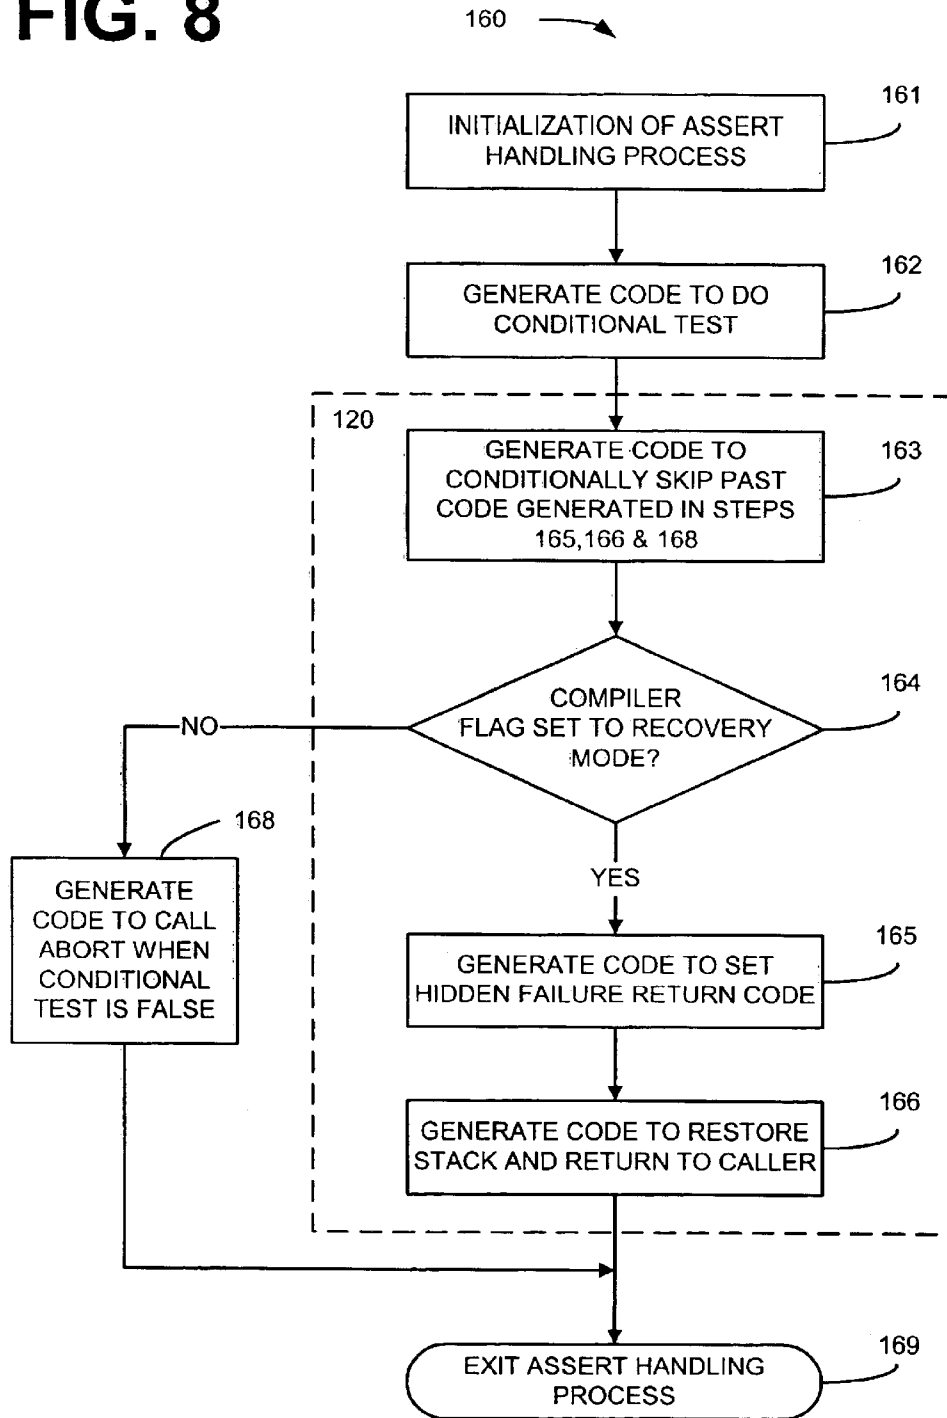 FIG. 8
160
161
INITIALIZATION OF ASSERT
HANDLING PROCESS
162
GENERATE CODE TO DO
CONDITIONAL TEST
120
163
GENERATE CODE TO
CONDITIONALLY SKIP PAST
CODE GENERATED IN STEPS
165,166 & 168
164
COMPILER
FLAG SET TO RECOVERY
MODE?
NO
168
GENERATE
CODE TO CALL
ABORT WHEN
CONDITIONAL
TEST IS FALSE
YES
165
GENERATE CODE TO SET
HIDDEN FAILURE RETURN CODE
166
GENERATE CODE TO RESTORE
STACK AND RETURN TO CALLER
169
EXIT ASSERT HANDLING
PROCESS